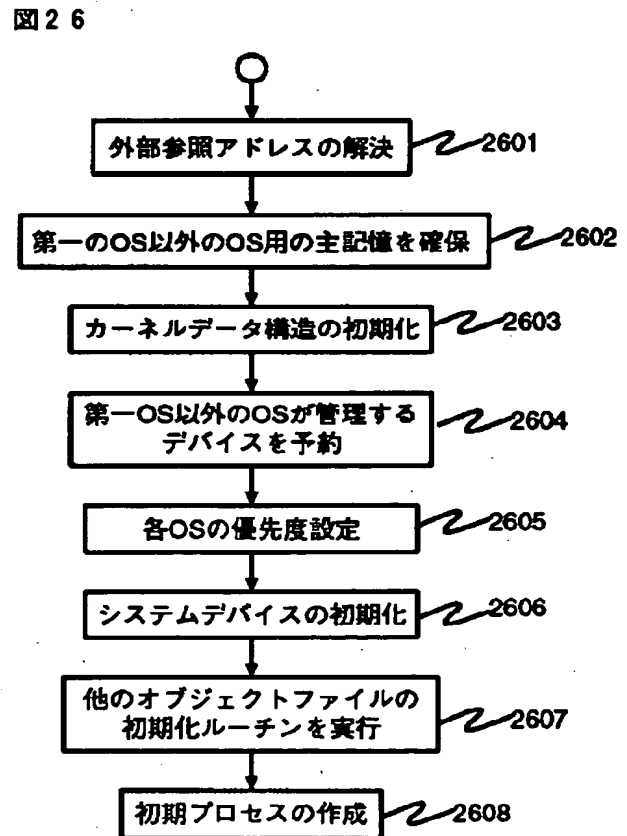 図２６
外部参照アドレスの解決
2601
第一のOS以外のOS用の主記憶を確保
2602
カーネルデータ構造の初期化
2603
第一OS以外のOSが管理する
デバイスを予約
2604
各OSの優先度設定
2605
システムデバイスの初期化
2606
他のオブジェクトファイルの
初期化ルーチンを実行
2607
初期プロセスの作成
2608